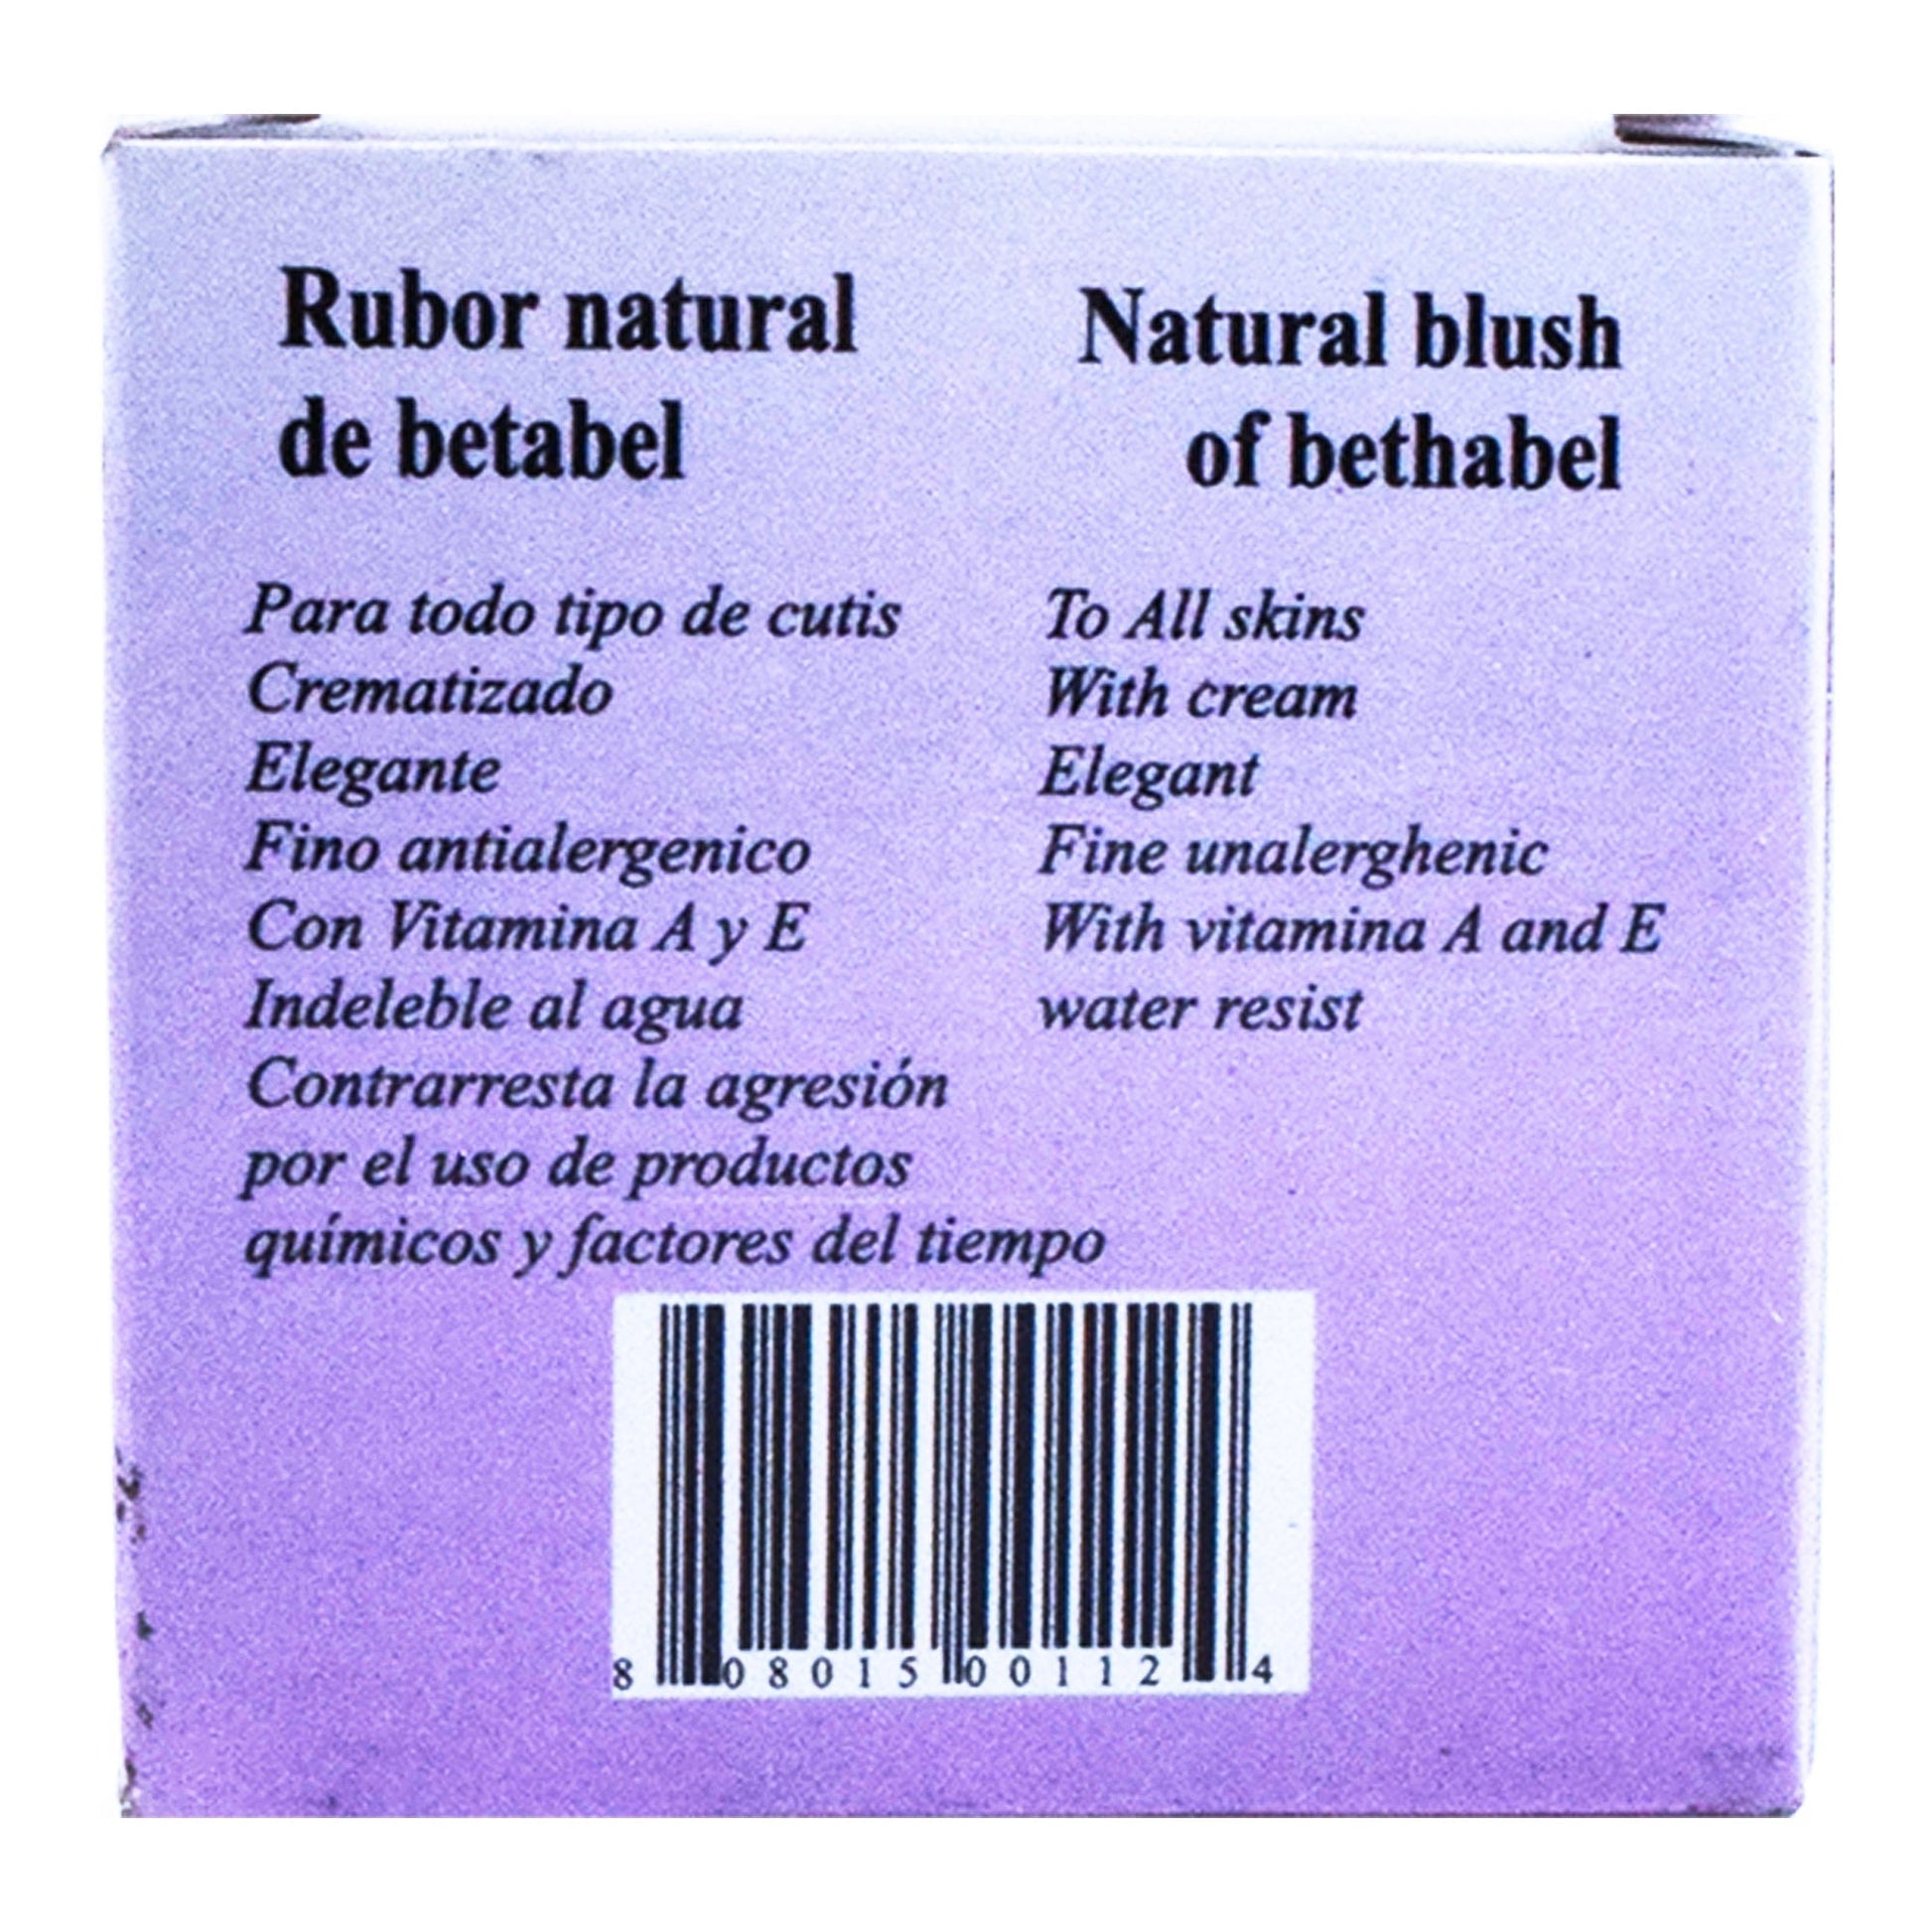 Rubor natural
de betabel
Para todo tipo de cutis
Crematizado
Elegante
Fino antialergenico
Con Vitamina A y E
Indeleble al agua
Contrarresta la agresión
por el uso de productos
químicos y factores del tiempo
Natural blush
of bethabel
To All skins
With cream
Elegant
Fine unalerghenic
With vitamina A and E
water resist
8 08015 00112 4